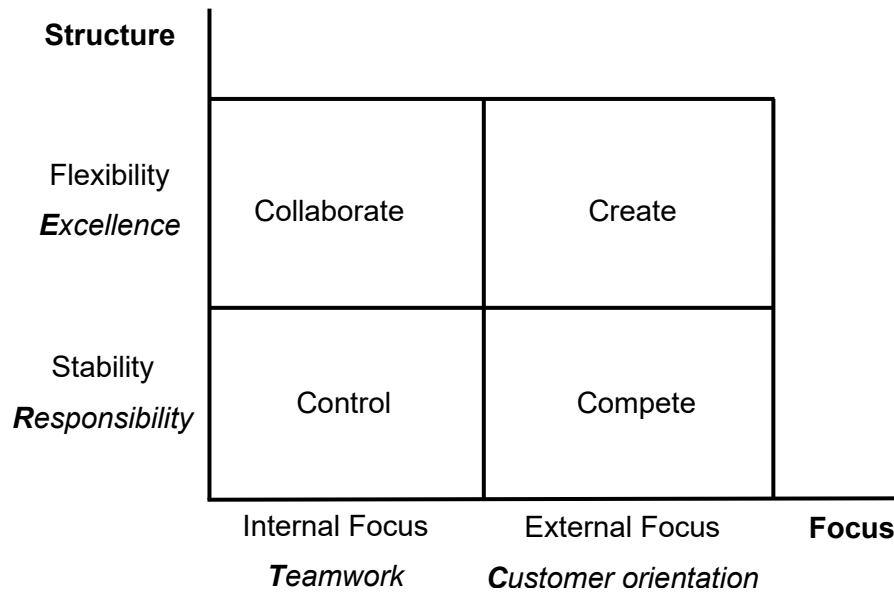 Structure
Flexibility
Excellence
Collaborate
Create
Stability
Responsibility
Control
Compete
Internal Focus
External Focus
Focus
Teamwork
Customer orientation